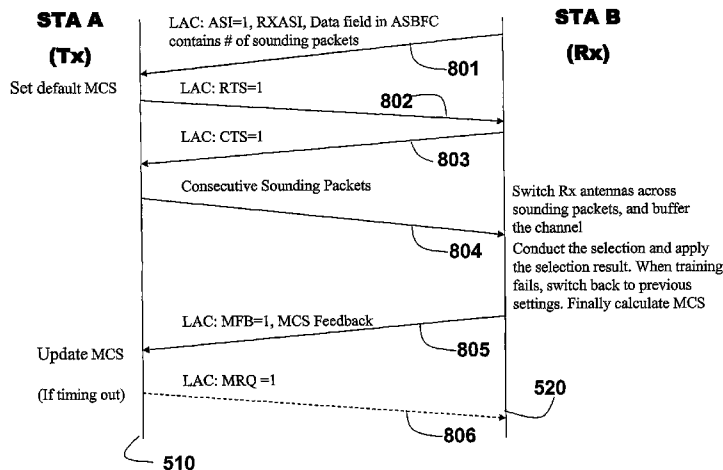 STA A
(Tx)
STA B
(Rx)
LAC: ASI=1, RXASI, Data field in ASBFC
contains # of sounding packets
801
Set default MCS
LAC: RTS=1
802
LAC: CTS=1
803
Consecutive Sounding Packets
804
Switch Rx antennas across
sounding packets, and buffer
the channel
Conduct the selection and apply
the selection result. When training
fails, switch back to previous
settings. Finally calculate MCS
LAC: MFB=1, MCS Feedback
805
Update MCS
(If timing out)
LAC: MRQ =1
806
520
510